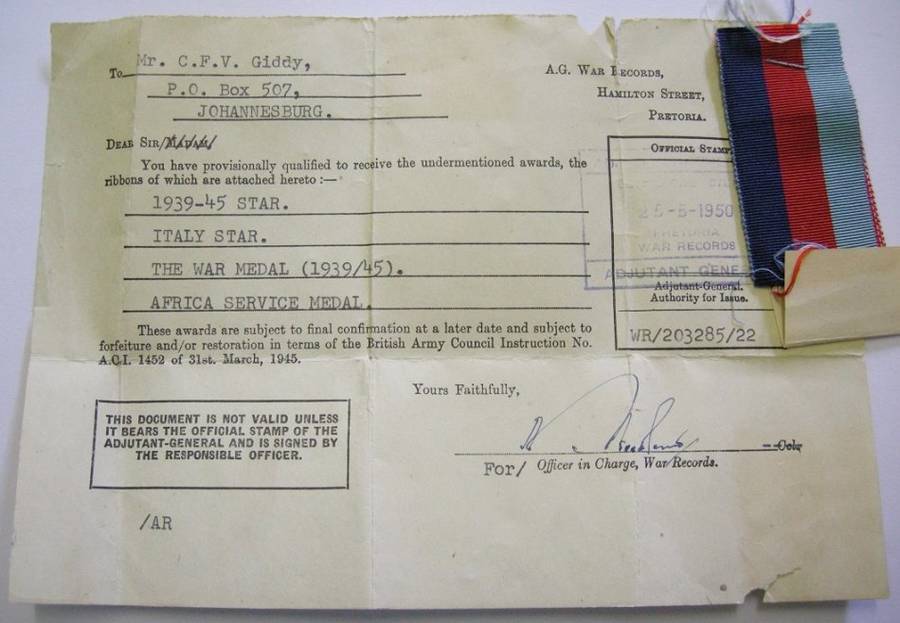 To Mr. C.F.V. Giddy,
P.O. Box 507,
JOHANNESBURG.
A.G. WAR RECORDS,
HAMILTON STREET,
PRETORIA.
DEAR SIR/MADAM/
You have provisionally qualified to receive the undermentioned awards, the
ribbons of which are attached hereto :—
1939-45 STAR.
ITALY STAR.
THE WAR MEDAL (1939/45).
AFRICA SERVICE MEDAL.
These awards are subject to final confirmation at a later date and subject to
forfeiture and/or restoration in terms of the British Army Council Instruction No.
A.C.I. 1452 of 31st. March, 1945.
OFFICIAL STAMP
25-5-1950
PRETORIA
WAR RECORDS
ADJUTANT GENE
Adjutant-General.
Authority for Issue.
WR/203285/22
Yours Faithfully,
For/ Officer in Charge, War Records.
THIS DOCUMENT IS NOT VALID UNLESS
IT BEARS THE OFFICIAL STAMP OF THE
ADJUTANT-GENERAL AND IS SIGNED BY
THE RESPONSIBLE OFFICER.
/AR